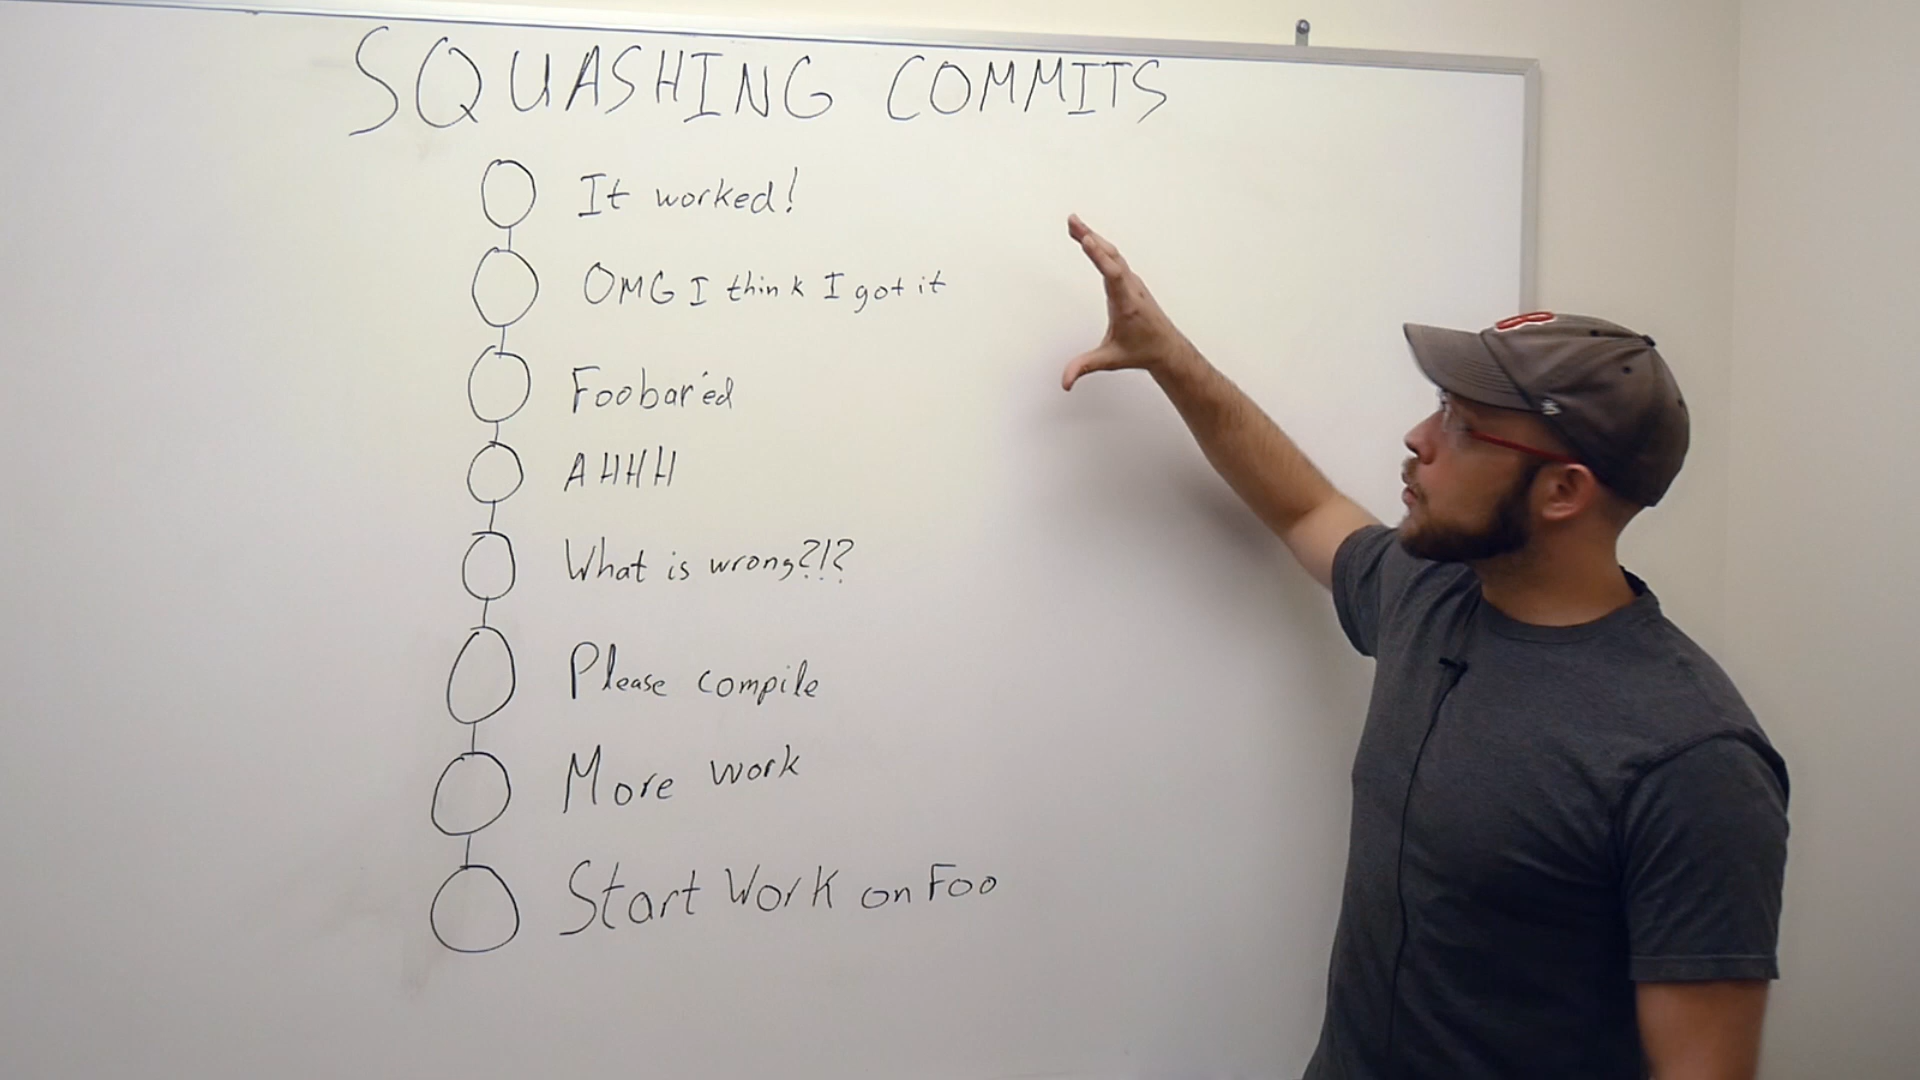 SQUASHING COMMITS
It worked!
OMG I think I got it
Foobar'ed
AHHH
What is wrong?!?
Please compile
More work
Start Work on Foo